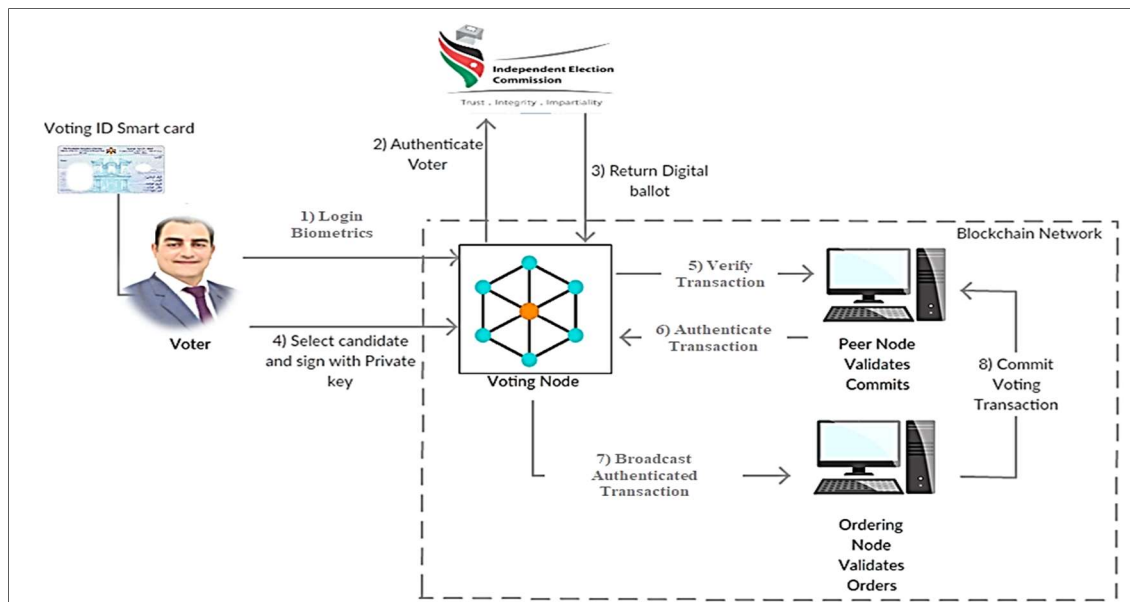 Independent Election
Commission
Trust . Integrity . Impartiality
Voting ID Smart card
2) Authenticate
Voter
3) Return Digital
ballot
1) Login
Biometrics
Blockchain Network
5) Verify
Transaction
6) Authenticate
Transaction
Voter
4) Select candidate
and sign with Private
key
Voting Node
Peer Node
Validates
Commits
8) Commit
Voting
Transaction
7) Broadcast
Authenticated
Transaction
Ordering
Node
Validates
Orders